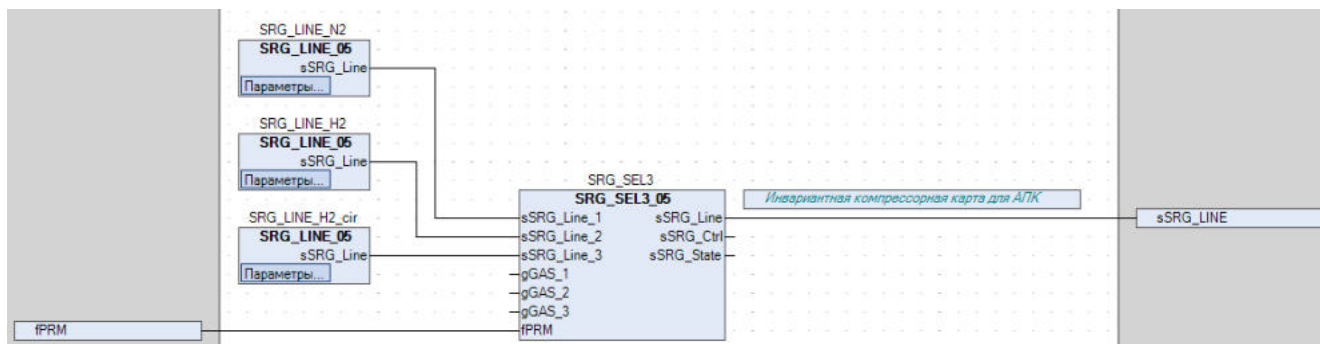 SRG_LINE_N2
SRG_LINE_05
sSRG_Line
Параметры...
SRG_LINE_H2
SRG_LINE_05
sSRG_Line
Параметры...
SRG_LINE_H2_cir
SRG_LINE_05
sSRG_Line
Параметры...
fPRM
SRG_SEL3
SRG_SEL3_05
sSRG_Line_1 sSRG_Line
sSRG_Line_2 sSRG_Ctrl
sSRG_Line_3 sSRG_State
gGAS_1
gGAS_2
gGAS_3
fPRM
Инвариантная компрессорная карта для АПК
sSRG_LINE